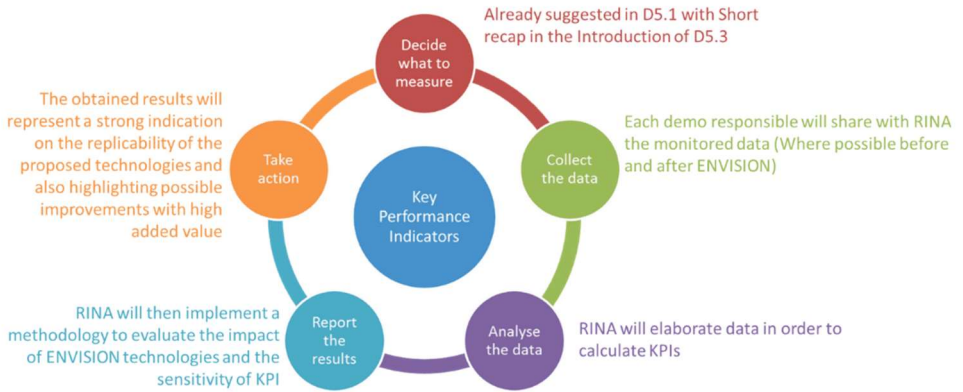 Already suggested in D5.1 with Short
recap in the Introduction of D5.3
Decide
what to
measure
Each demo responsible will share with RINA
the monitored data (Where possible before
and after ENVISION)
Collect
the data
RINA will elaborate data in order to
calculate KPIs
Analyse
the data
Report
the
results
RINA will then implement a
methodology to evaluate the impact
of ENVISION technologies and the
sensitivity of KPI
Take
action
The obtained results will
represent a strong indication
on the replicability of the
proposed technologies and
also highlighting possible
improvements with high
added value
Key
Performance
Indicators